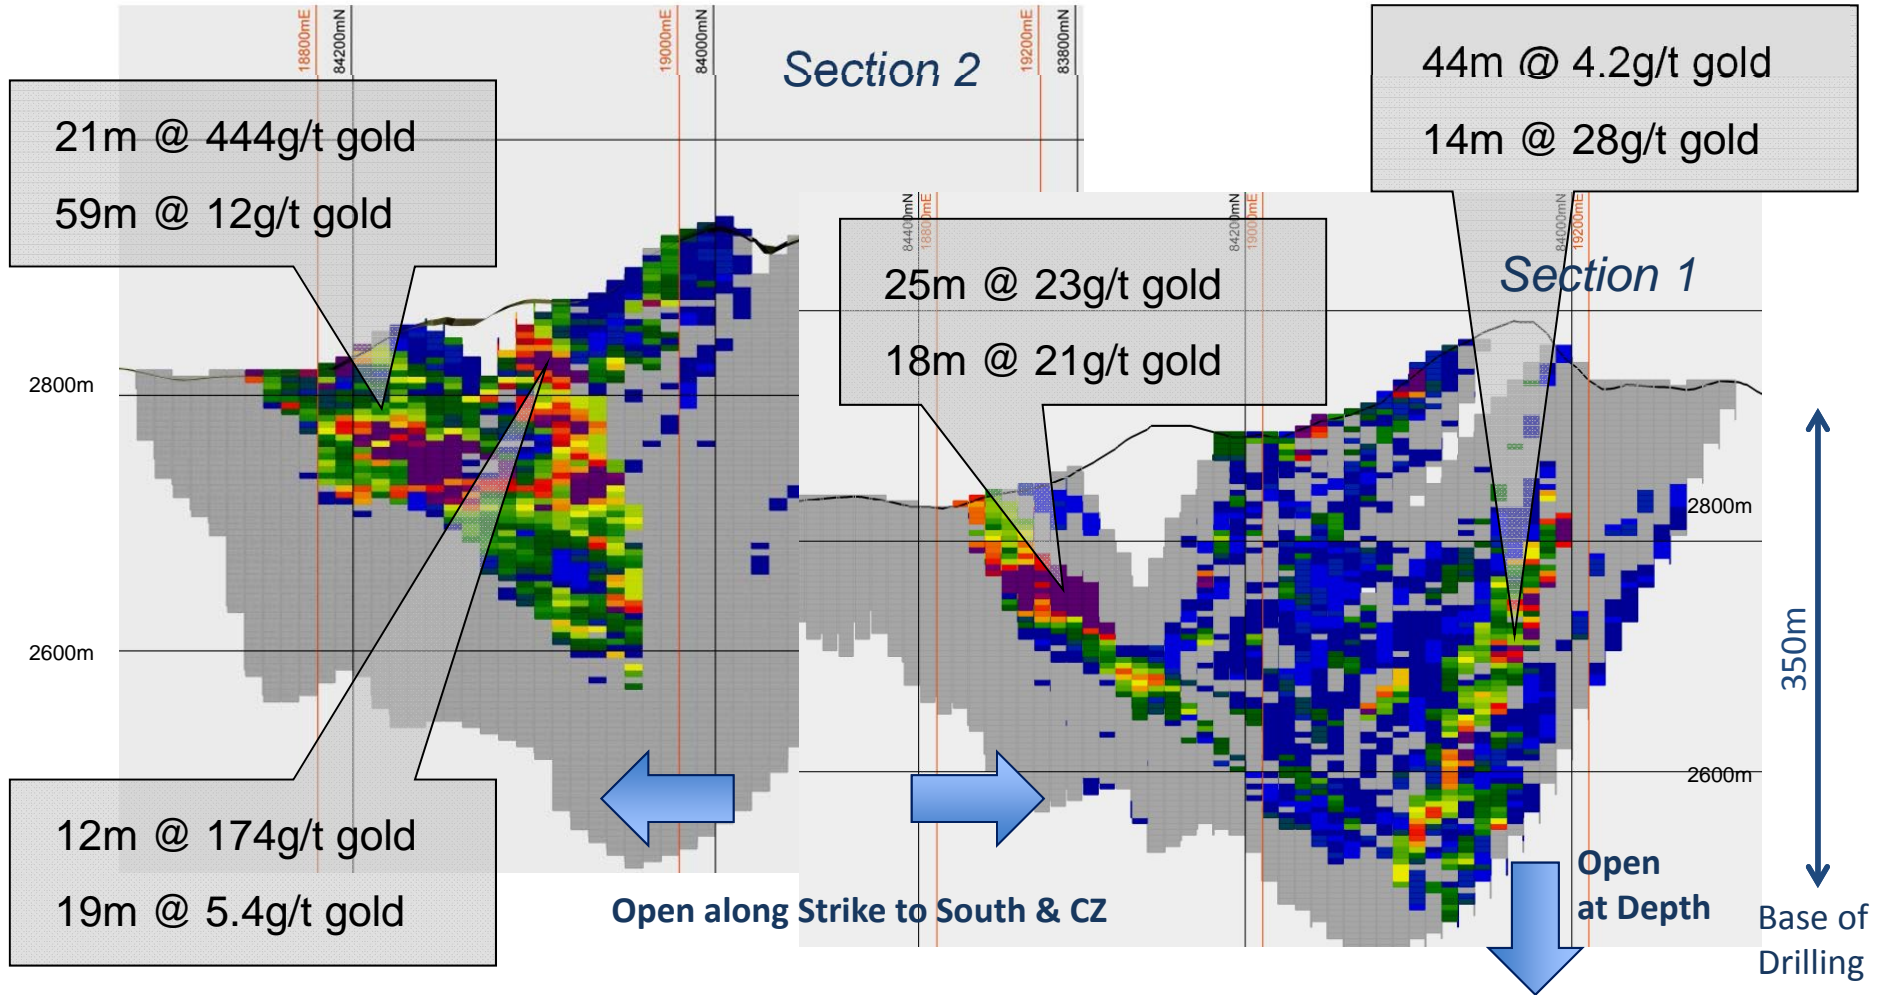 18800mE
84200mN
19000mE
84000mN
19200mE
83800mN
Section 2
21m @ 444g/t gold
59m @ 12g/t gold
44m @ 4.2g/t gold
14m @ 28g/t gold
84400mN
18800mE
84200mN
19000mE
84000mN
19200mE
Section 1
25m @ 23g/t gold
18m @ 21g/t gold
2800m
2600m
2800m
2600m
350m
12m @ 174g/t gold
19m @ 5.4g/t gold
Open along Strike to South & CZ
Open
at Depth
Base of
Drilling